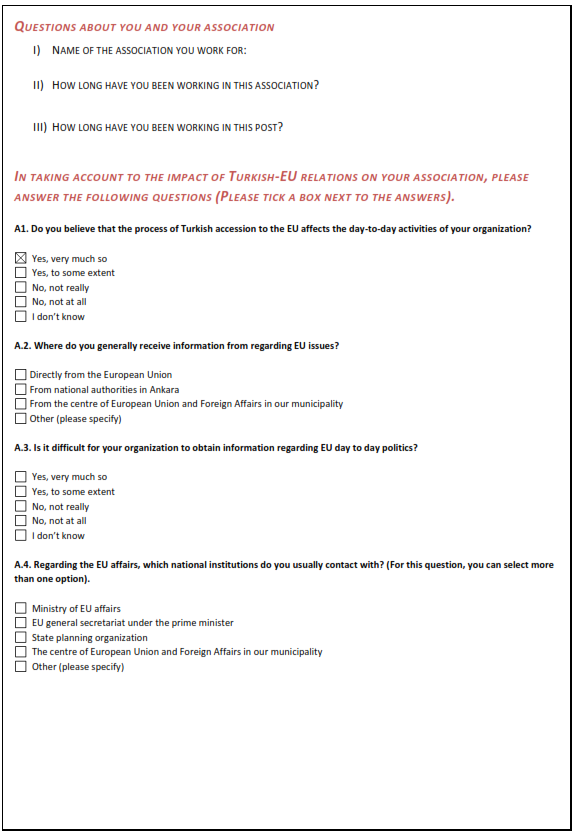 QUESTIONS ABOUT YOU AND YOUR ASSOCIATION
I) NAME OF THE ASSOCIATION YOU WORK FOR:
II) HOW LONG HAVE YOU BEEN WORKING IN THIS ASSOCIATION?
III) HOW LONG HAVE YOU BEEN WORKING IN THIS POST?
IN TAKING ACCOUNT TO THE IMPACT OF TURKISH-EU RELATIONS ON YOUR ASSOCIATION, PLEASE
ANSWER THE FOLLOWING QUESTIONS (PLEASE TICK A BOX NEXT TO THE ANSWERS).
A1. Do you believe that the process of Turkish accession to the EU affects the day-to-day activities of your organization?
☒ Yes, very much so
☐ Yes, to some extent
☐ No, not really
☐ No, not at all
☐ I don't know
A.2. Where do you generally receive information from regarding EU issues?
☐ Directly from the European Union
☐ From national authorities in Ankara
☐ From the centre of European Union and Foreign Affairs in our municipality
☐ Other (please specify)
A.3. Is it difficult for your organization to obtain information regarding EU day to day politics?
☐ Yes, very much so
☐ Yes, to some extent
☐ No, not really
☐ No, not at all
☐ I don't know
A.4. Regarding the EU affairs, which national institutions do you usually contact with? (For this question, you can select more
than one option).
☐ Ministry of EU affairs
☐ EU general secretariat under the prime minister
☐ State planning organization
☐ The centre of European Union and Foreign Affairs in our municipality
☐ Other (please specify)